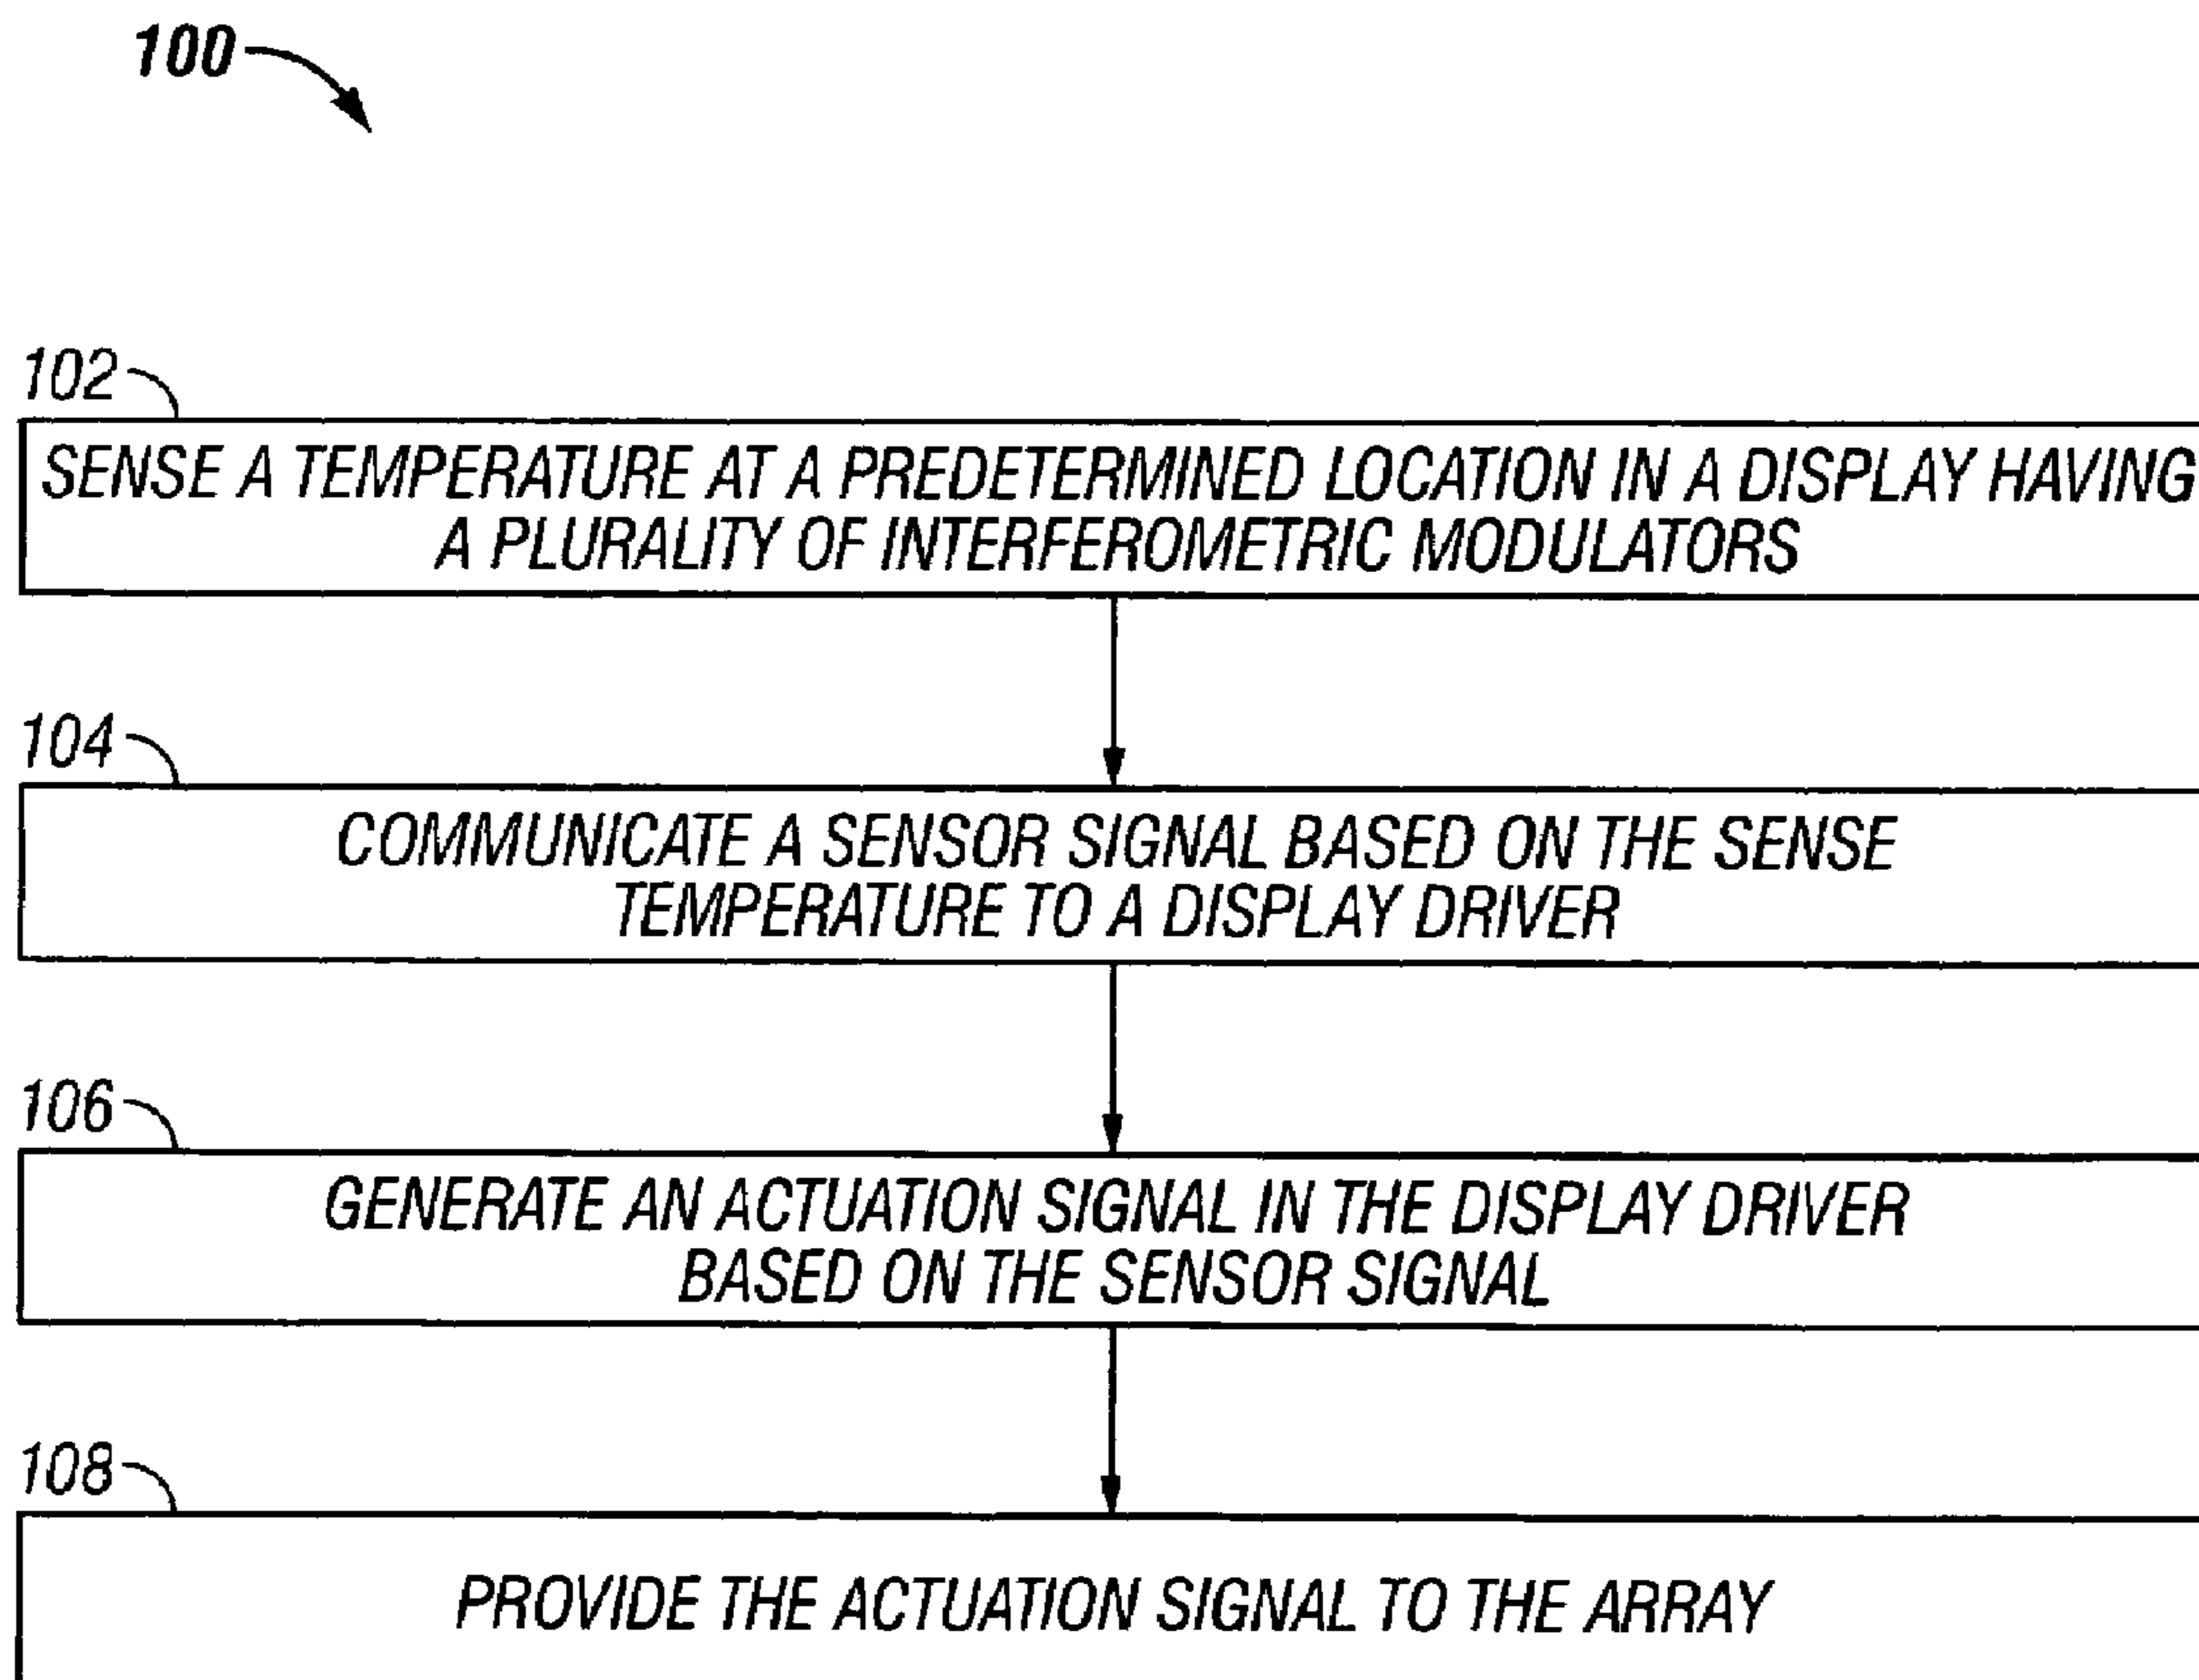 100
102
SENSE A TEMPERATURE AT A PREDETERMINED LOCATION IN A DISPLAY HAVING
A PLURALITY OF INTERFEROMETRIC MODULATORS
104
COMMUNICATE A SENSOR SIGNAL BASED ON THE SENSE
TEMPERATURE TO A DISPLAY DRIVER
106
GENERATE AN ACTUATION SIGNAL IN THE DISPLAY DRIVER
BASED ON THE SENSOR SIGNAL
108
PROVIDE THE ACTUATION SIGNAL TO THE ARRAY